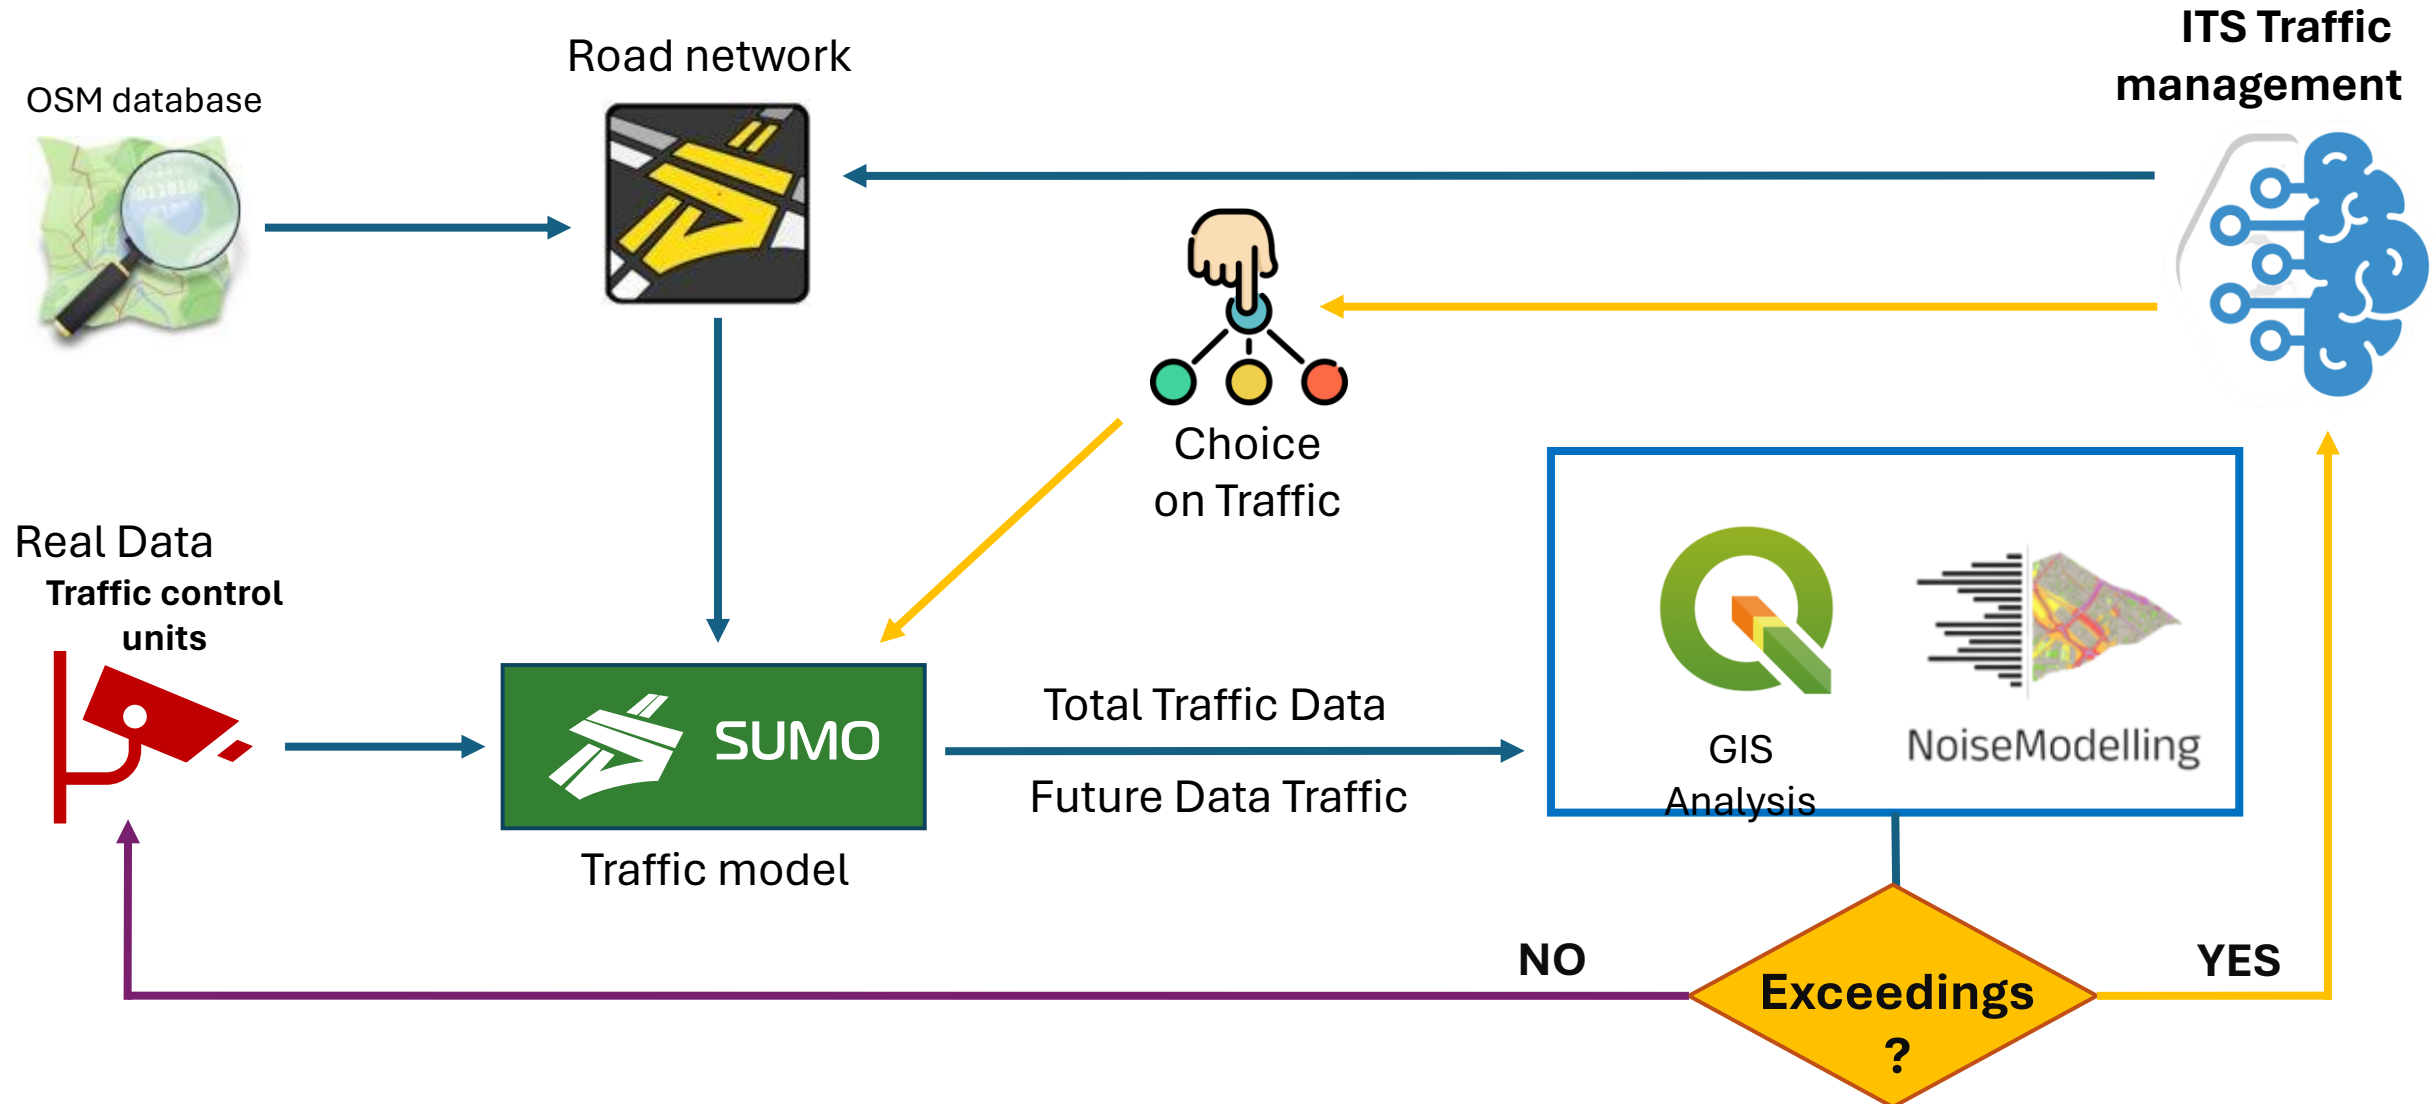 ITS Traffic
management
Road network
OSM database
Choice
on Traffic
Real Data
Traffic control
units
SUMO
Total Traffic Data
Future Data Traffic
GIS
Analysis
NoiseModelling
Traffic model
NO
YES
Exceedings
?